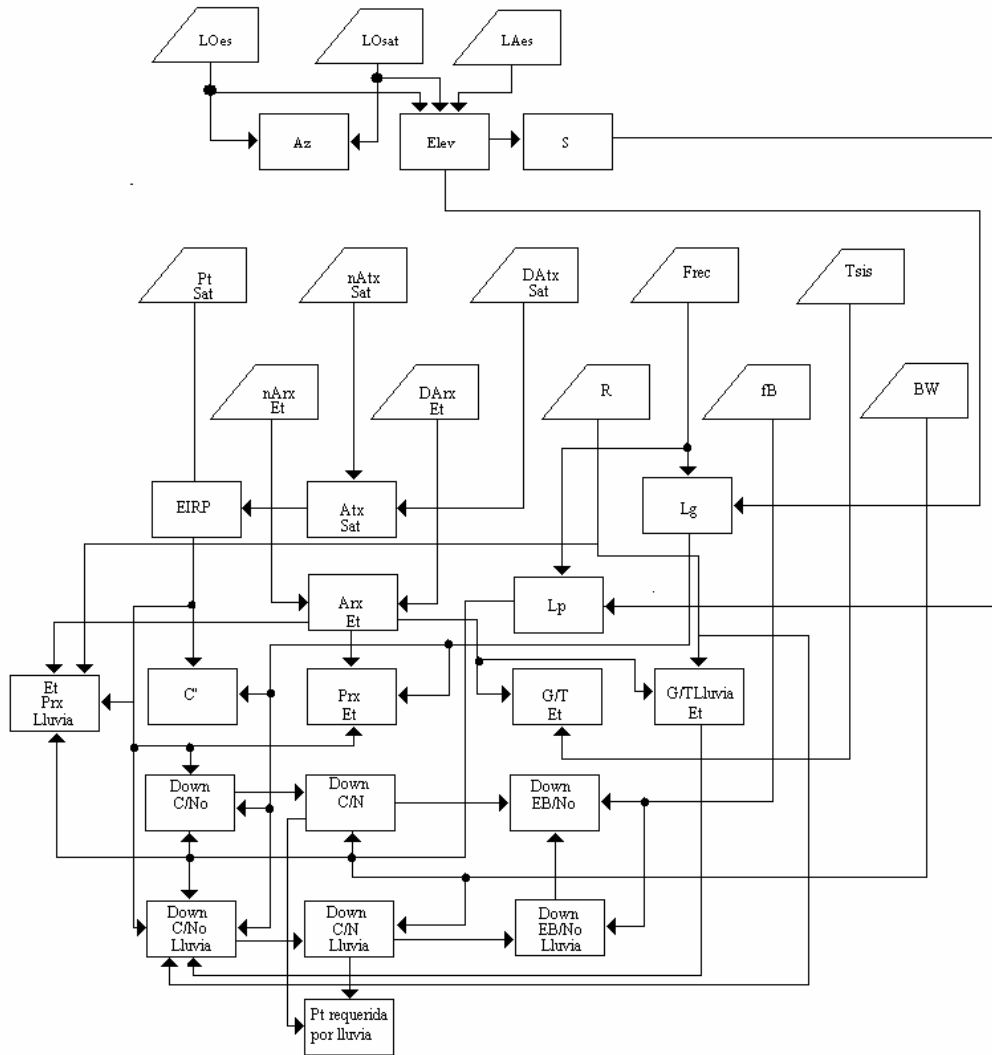 LOes
LOsat
LAes
Az
Elev
S
Pt
Sat
nAtx
Sat
DAtx
Sat
Frec
Tsis
nArx
Et
DArx
Et
R
fB
BW
EIRP
Atx
Sat
Lg
Arx
Et
Lp
Et
Prx
Lluvia
C"
Prx
Et
G/T
Et
G/TLluvia
Et
Down
C/No
Down
C/N
Down
EB/No
Down
C/No
Lluvia
Down
C/N
Lluvia
Down
EB/No
Lluvia
Pt requerida
por lluvia